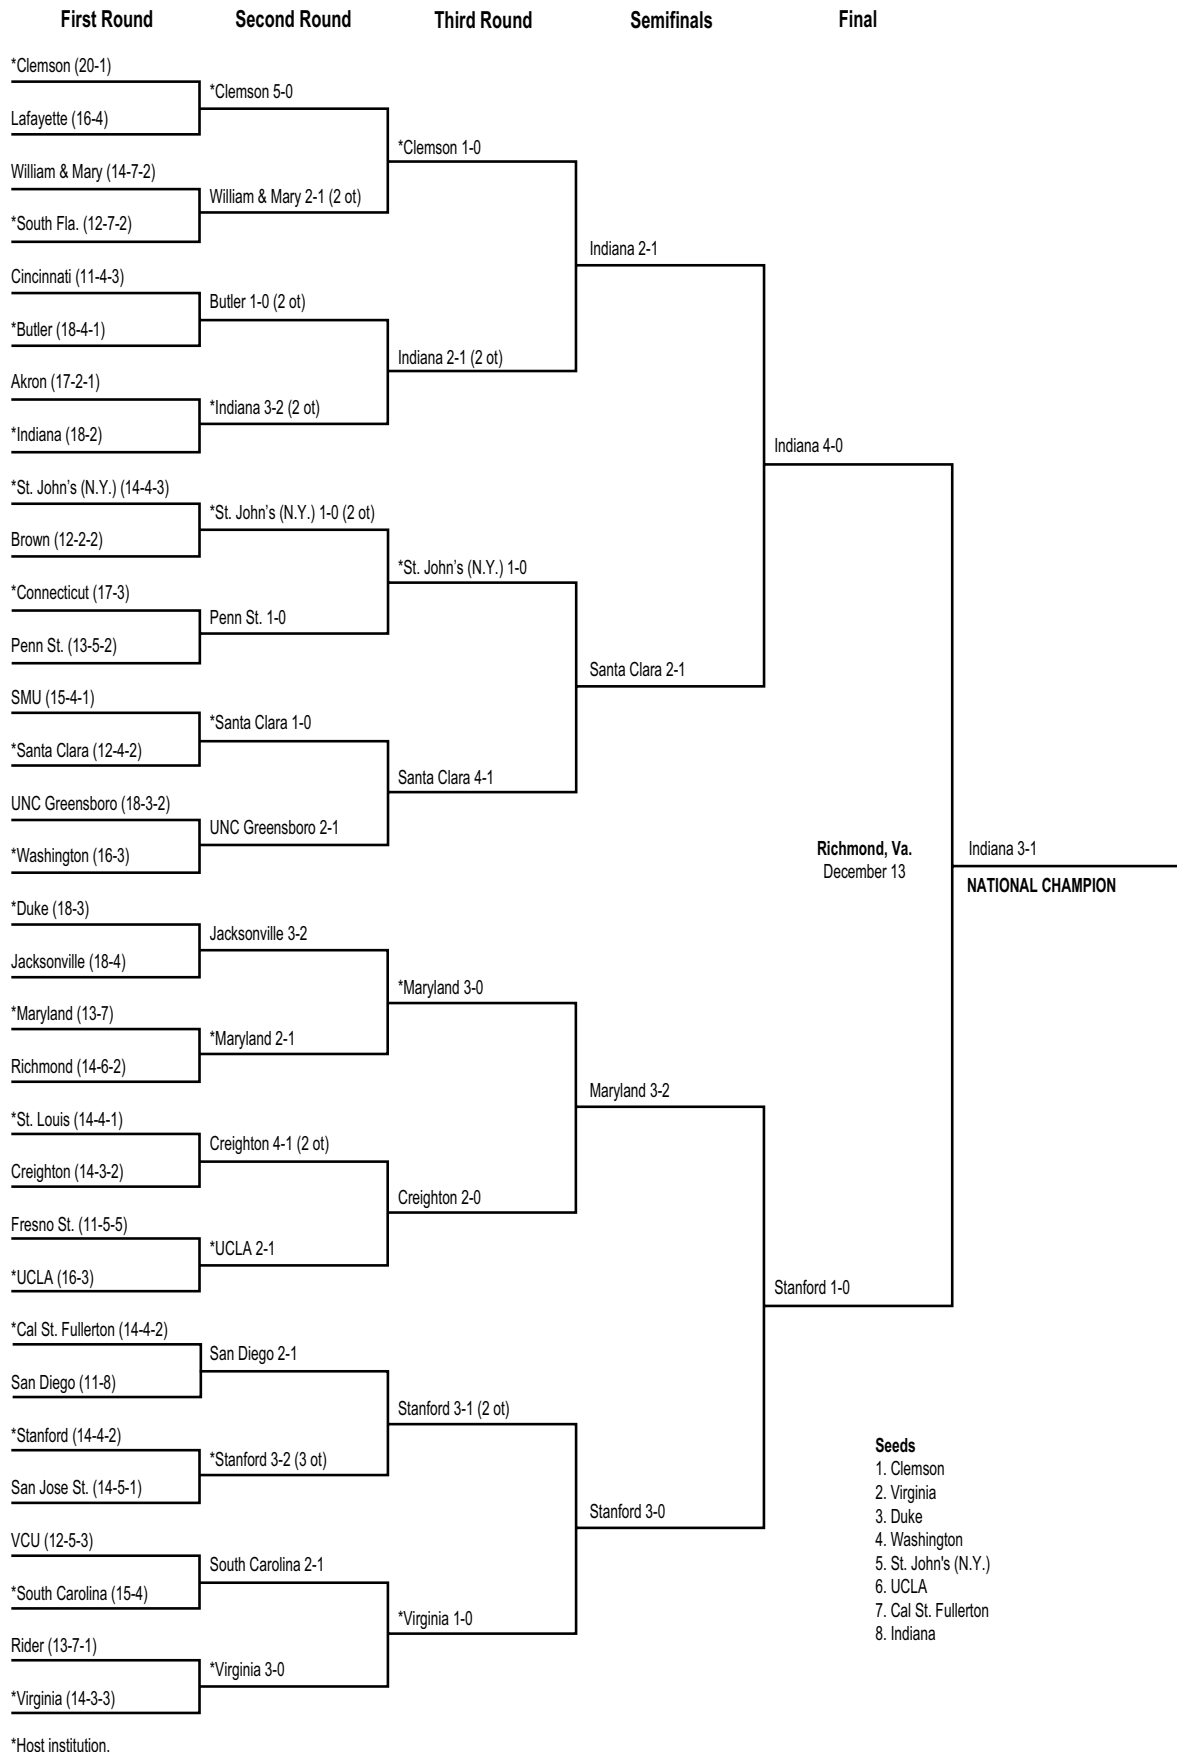 First Round
Second Round
Third Round
Semifinals
Final
*Clemson (20-1)
Lafayette (16-4)
William & Mary (14-7-2)
*South Fla. (12-7-2)
Cincinnati (11-4-3)
*Butler (18-4-1)
Akron (17-2-1)
*Indiana (18-2)
*St. John's (N.Y.) (14-4-3)
Brown (12-2-2)
*Connecticut (17-3)
Penn St. (13-5-2)
SMU (15-4-1)
*Santa Clara (12-4-2)
UNC Greensboro (18-3-2)
*Washington (16-3)
*Duke (18-3)
Jacksonville (18-4)
*Maryland (13-7)
Richmond (14-6-2)
*St. Louis (14-4-1)
Creighton (14-3-2)
Fresno St. (11-5-5)
*UCLA (16-3)
*Cal St. Fullerton (14-4-2)
San Diego (11-8)
*Stanford (14-4-2)
San Jose St. (14-5-1)
VCU (12-5-3)
*South Carolina (15-4)
Rider (13-7-1)
*Virginia (14-3-3)
*Host institution.
*Clemson 5-0
William & Mary 2-1 (2 ot)
Butler 1-0 (2 ot)
*Indiana 3-2 (2 ot)
*St. John's (N.Y.) 1-0 (2 ot)
Penn St. 1-0
*Santa Clara 1-0
UNC Greensboro 2-1
Jacksonville 3-2
*Maryland 2-1
Creighton 4-1 (2 ot)
*UCLA 2-1
San Diego 2-1
*Stanford 3-2 (3 ot)
South Carolina 2-1
*Virginia 3-0
*Clemson 1-0
Indiana 2-1 (2 ot)
*St. John's (N.Y.) 1-0
Santa Clara 4-1
*Maryland 3-0
Creighton 2-0
Stanford 3-1 (2 ot)
*Virginia 1-0
Indiana 2-1
Santa Clara 2-1
Maryland 3-2
Stanford 3-0
Indiana 4-0
Stanford 1-0
Richmond, Va.
December 13
Indiana 3-1
NATIONAL CHAMPION
Seeds
1. Clemson
2. Virginia
3. Duke
4. Washington
5. St. John's (N.Y.)
6. UCLA
7. Cal St. Fullerton
8. Indiana